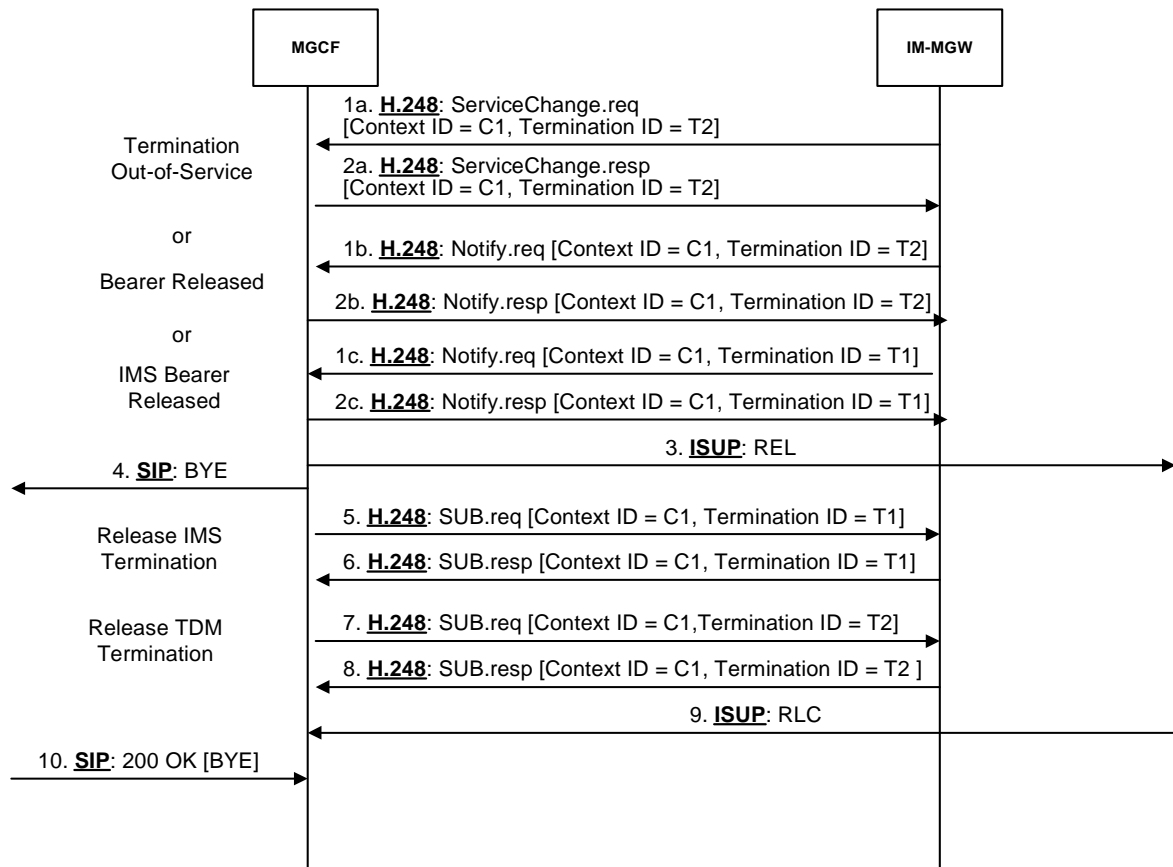 MGCF
IM-MGW
1a. H.248: ServiceChange.req
[Context ID = C1, Termination ID = T2]
Termination
Out-of-Service
2a. H.248: ServiceChange.resp
[Context ID = C1, Termination ID = T2]
or
1b. H.248: Notify.req [Context ID = C1, Termination ID = T2]
Bearer Released
2b. H.248: Notify.resp [Context ID = C1, Termination ID = T2]
or
1c. H.248: Notify.req [Context ID = C1, Termination ID = T1]
IMS Bearer
Released
2c. H.248: Notify.resp [Context ID = C1, Termination ID = T1]
3. ISUP: REL
4. SIP: BYE
5. H.248: SUB.req [Context ID = C1, Termination ID = T1]
Release IMS
Termination
6. H.248: SUB.resp [Context ID = C1, Termination ID = T1]
7. H.248: SUB.req [Context ID = C1,Termination ID = T2]
Release TDM
Termination
8. H.248: SUB.resp [Context ID = C1, Termination ID = T2 ]
9. ISUP: RLC
10. SIP: 200 OK [BYE]